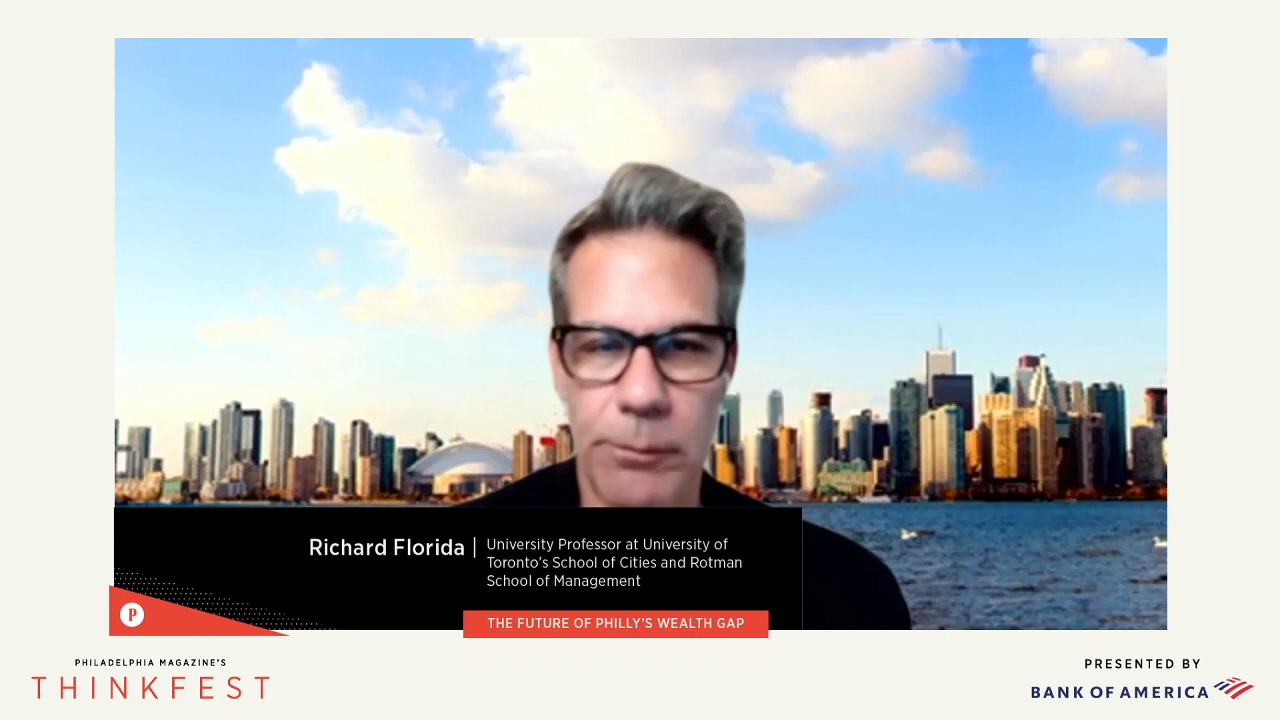 Richard Florida | University Professor at University of
Toronto's School of Cities and Rotman
School of Management
P
THE FUTURE OF PHILLY'S WEALTH GAP
PHILADELPHIA MAGAZINE'S
THINKFEST
PRESENTED BY
BANK OF AMERICA